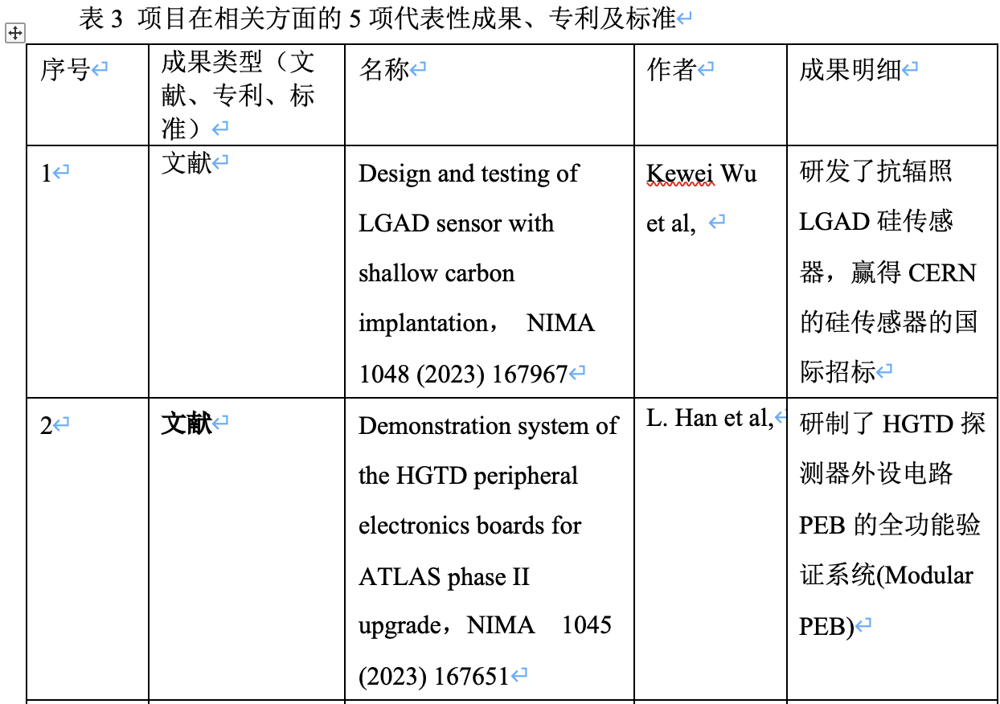 表 3 项目在相关方面的 5 项代表性成果、专利及标准
序号
成果类型（文
献、专利、标
准）
名称
作者
成果明细
1
文献
Design and testing of
LGAD sensor with
shallow carbon
implantation， NIMA
1048 (2023) 167967
Kewei Wu
et al,
研发了抗辐照
LGAD 硅传感
器，赢得 CERN
的硅传感器的国
际招标
2
文献
Demonstration system of
the HGTD peripheral
electronics boards for
ATLAS phase II
upgrade，NIMA 1045
(2023) 167651
L. Han et al,
研制了 HGTD 探
测器外设电路
PEB 的全功能验
证系统(Modular
PEB)